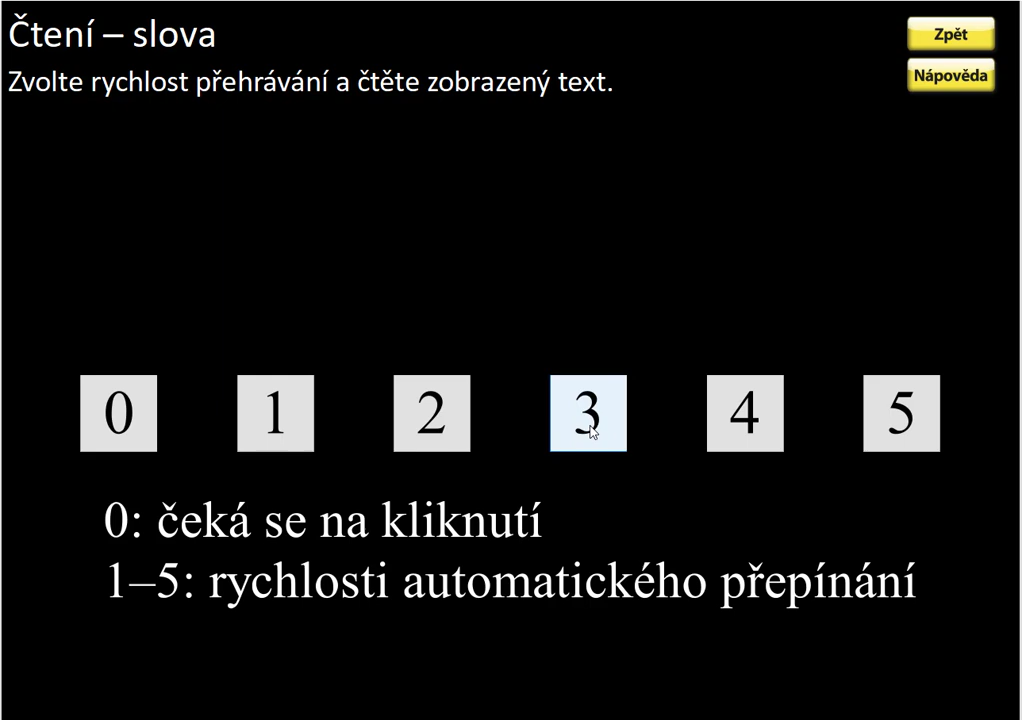 Čtení – slova
Zpět
Zvolte rychlost přehrávání a čtěte zobrazený text.
Nápověda
0 1 2 3 4 5
0: čeká se na kliknutí
1–5: rychlosti automatického přepínání